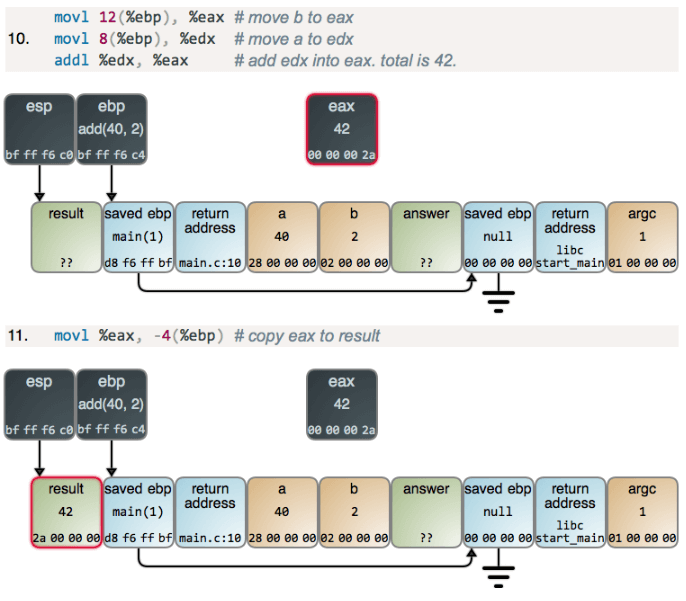 movl 12(%ebp), %eax # move b to eax
10. movl 8(%ebp), %edx # move a to edx
addl %edx, %eax # add edx into eax. total is 42.
esp ebp eax
add(40, 2) 42
bf ff f6 c0 bf ff f6 c4 00 00 00 2a
result saved ebp return address a b answer saved ebp return address argc
main(1) 40 2 null libc 1
?? d8 f6 ff bf main.c:10 28 00 00 00 02 00 00 00 ?? 00 00 00 00 start_main 01 00 00 00
11. movl %eax, -4(%ebp) # copy eax to result
esp ebp eax
add(40, 2) 42
bf ff f6 c0 bf ff f6 c4 00 00 00 2a
result saved ebp return address a b answer saved ebp return address argc
42 main(1) 40 2 null libc 1
2a 00 00 00 d8 f6 ff bf main.c:10 28 00 00 00 02 00 00 00 ?? 00 00 00 00 start_main 01 00 00 00